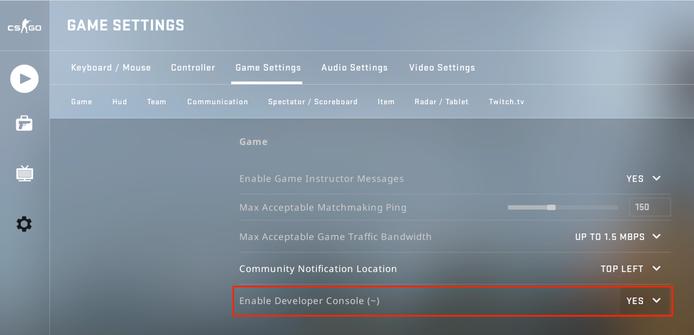 CS GO
GAME SETTINGS
Keyboard / Mouse Controller Game Settings Audio Settings Video Settings
Game Hud Team Communication Spectator / Scoreboard Item Radar / Tablet Twitch.tv
Game
Enable Game Instructor Messages YES
Max Acceptable Matchmaking Ping 150
Max Acceptable Game Traffic Bandwidth UP TO 1.5 MBPS
Community Notification Location TOP LEFT
Enable Developer Console (~) YES